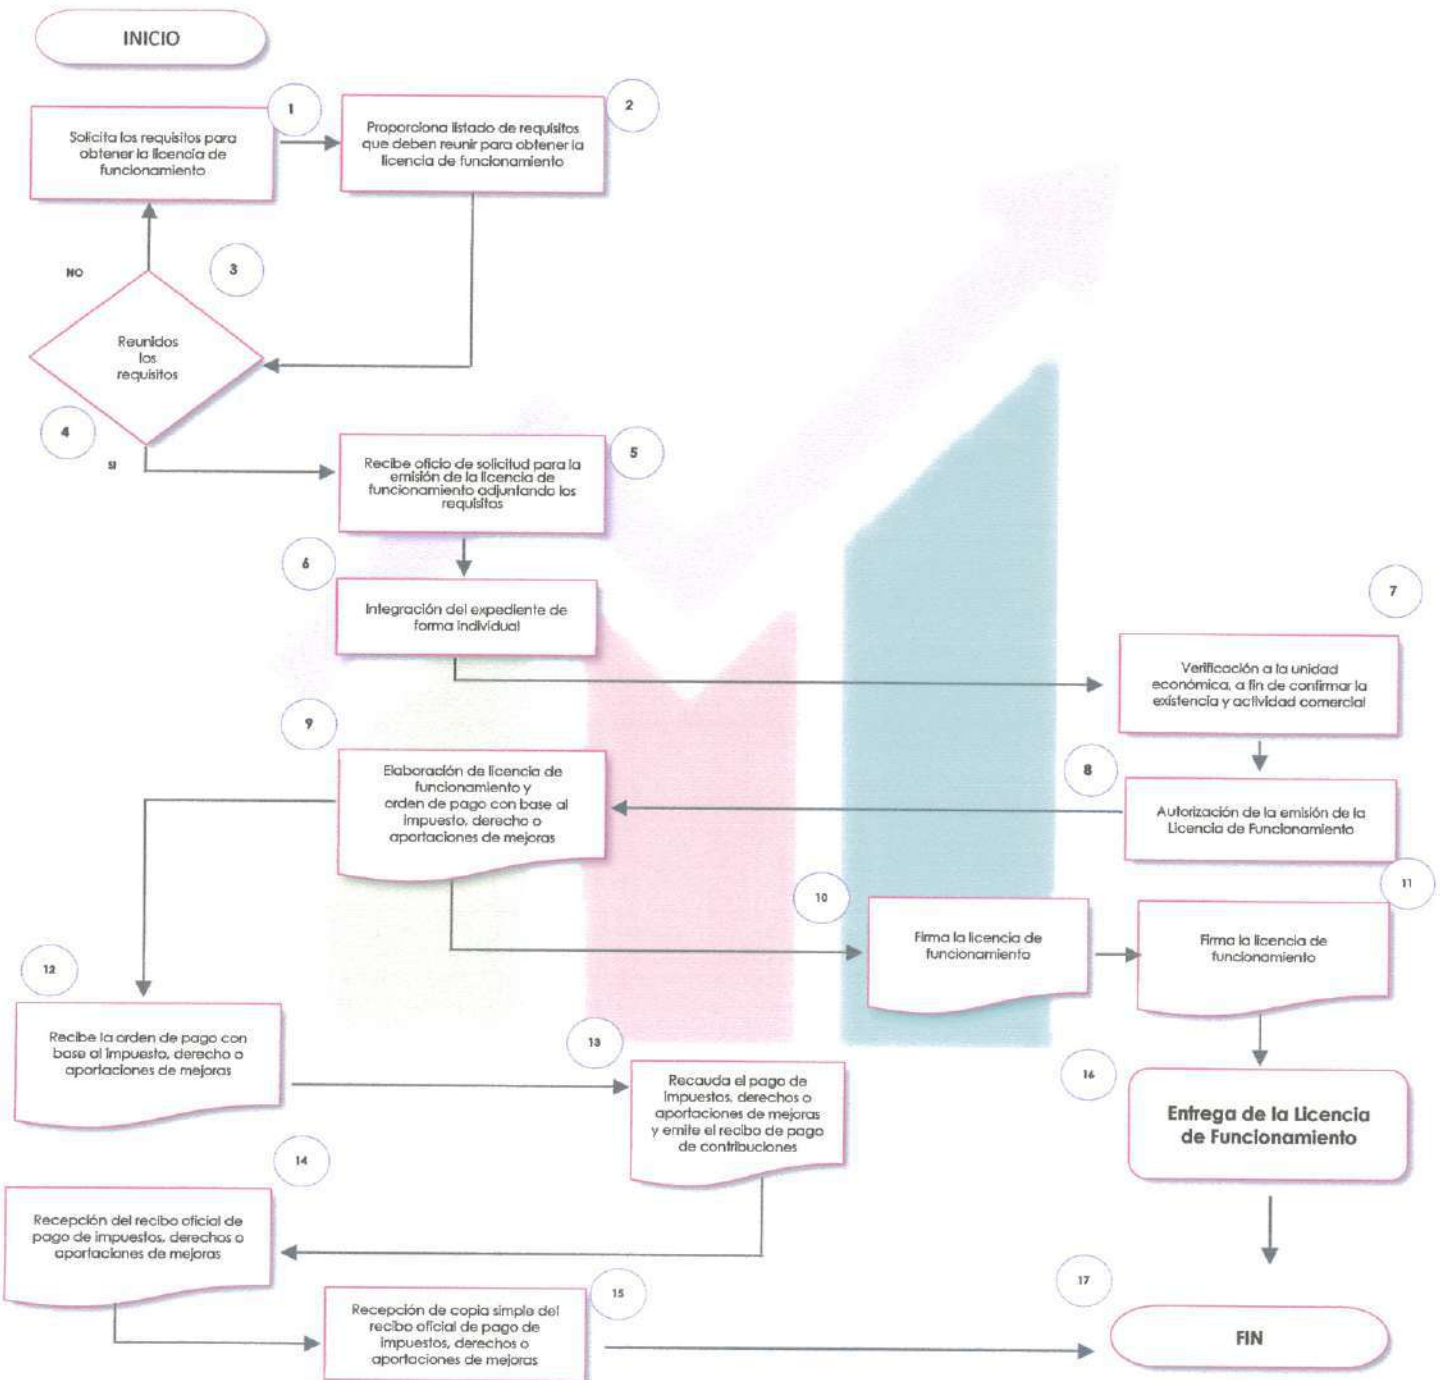 INICIO
1
Solicita los requisitos para
obtener la licencia de
funcionamiento
2
Proporciona listado de requisitos
que deben reunir para obtener la
licencia de funcionamiento
NO
3
Reunidos
los
requisitos
4
SI
5
Recibe oficio de solicitud para la
emisión de la licencia de
funcionamiento adjuntando los
requisitos
6
Integración del expediente de
forma individual
7
Verificación a la unidad
económica, a fin de confirmar la
existencia y actividad comercial
8
Autorización de la emisión de la
Licencia de Funcionamiento
9
Elaboración de licencia de
funcionamiento y
orden de pago con base al
impuesto, derecho o
aportaciones de mejoras
10
Firma la licencia de
funcionamiento
11
Firma la licencia de
funcionamiento
12
Recibe la orden de pago con
base al impuesto, derecho o
aportaciones de mejoras
13
Recauda el pago de
impuestos, derechos o
aportaciones de mejoras
y emite el recibo de pago
de contribuciones
14
Recepción del recibo oficial de
pago de impuestos, derechos o
aportaciones de mejoras
15
Recepción de copia simple del
recibo oficial de pago de
impuestos, derechos o
aportaciones de mejoras
16
Entrega de la Licencia
de Funcionamiento
17
FIN